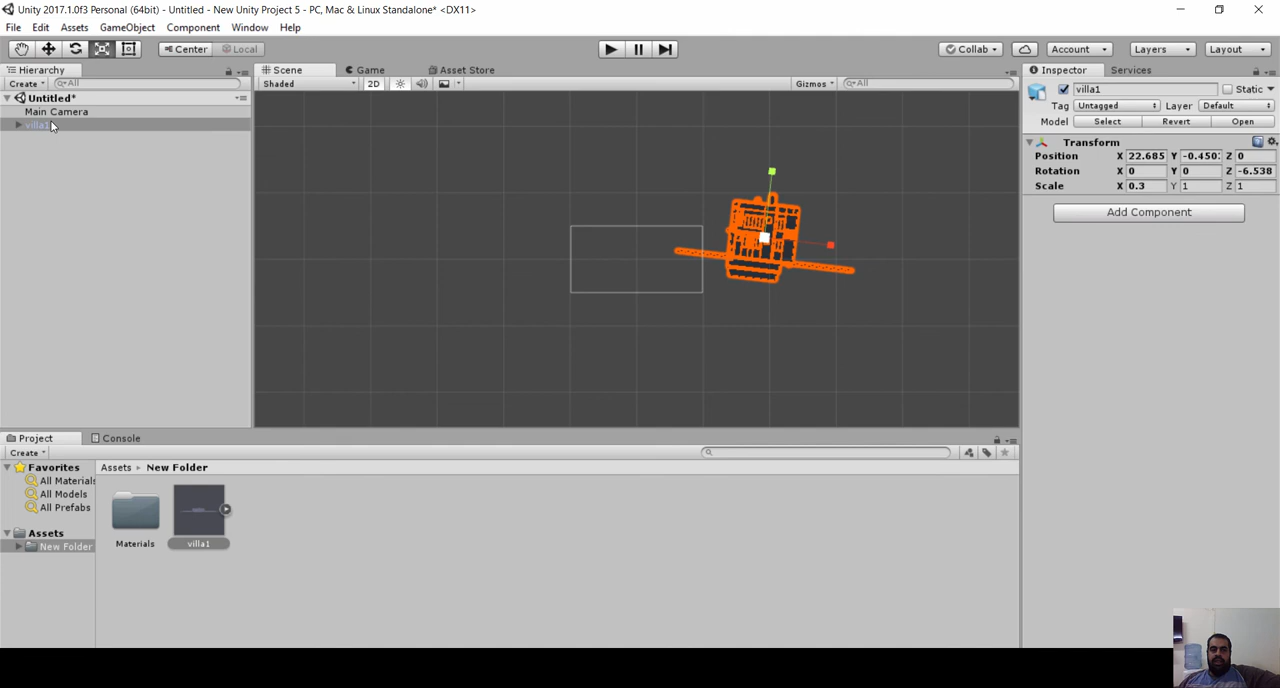 Unity 2017.1.0f3 Personal (64bit) - Untitled - New Unity Project 5 - PC, Mac & Linux Standalone* <DX11>
File Edit Assets GameObject Component Window Help
Center Local Collab Account Layers Layout
Hierarchy Scene Game Asset Store Inspector Services
Create All Shaded 2D Gizmos All villa1 Static
Untitled*
Main Camera Tag Untagged Layer Default
villa1 Model Select Revert Open
Transform
Position X 22.685 Y -0.450 Z 0
Rotation X 0 Y 0 Z -6.538
Scale X 0.3 Y 1 Z 1
Add Component
Project Console
Create
Favorites Assets New Folder
All Materials
All Models
All Prefabs
Assets
New Folder Materials villa1